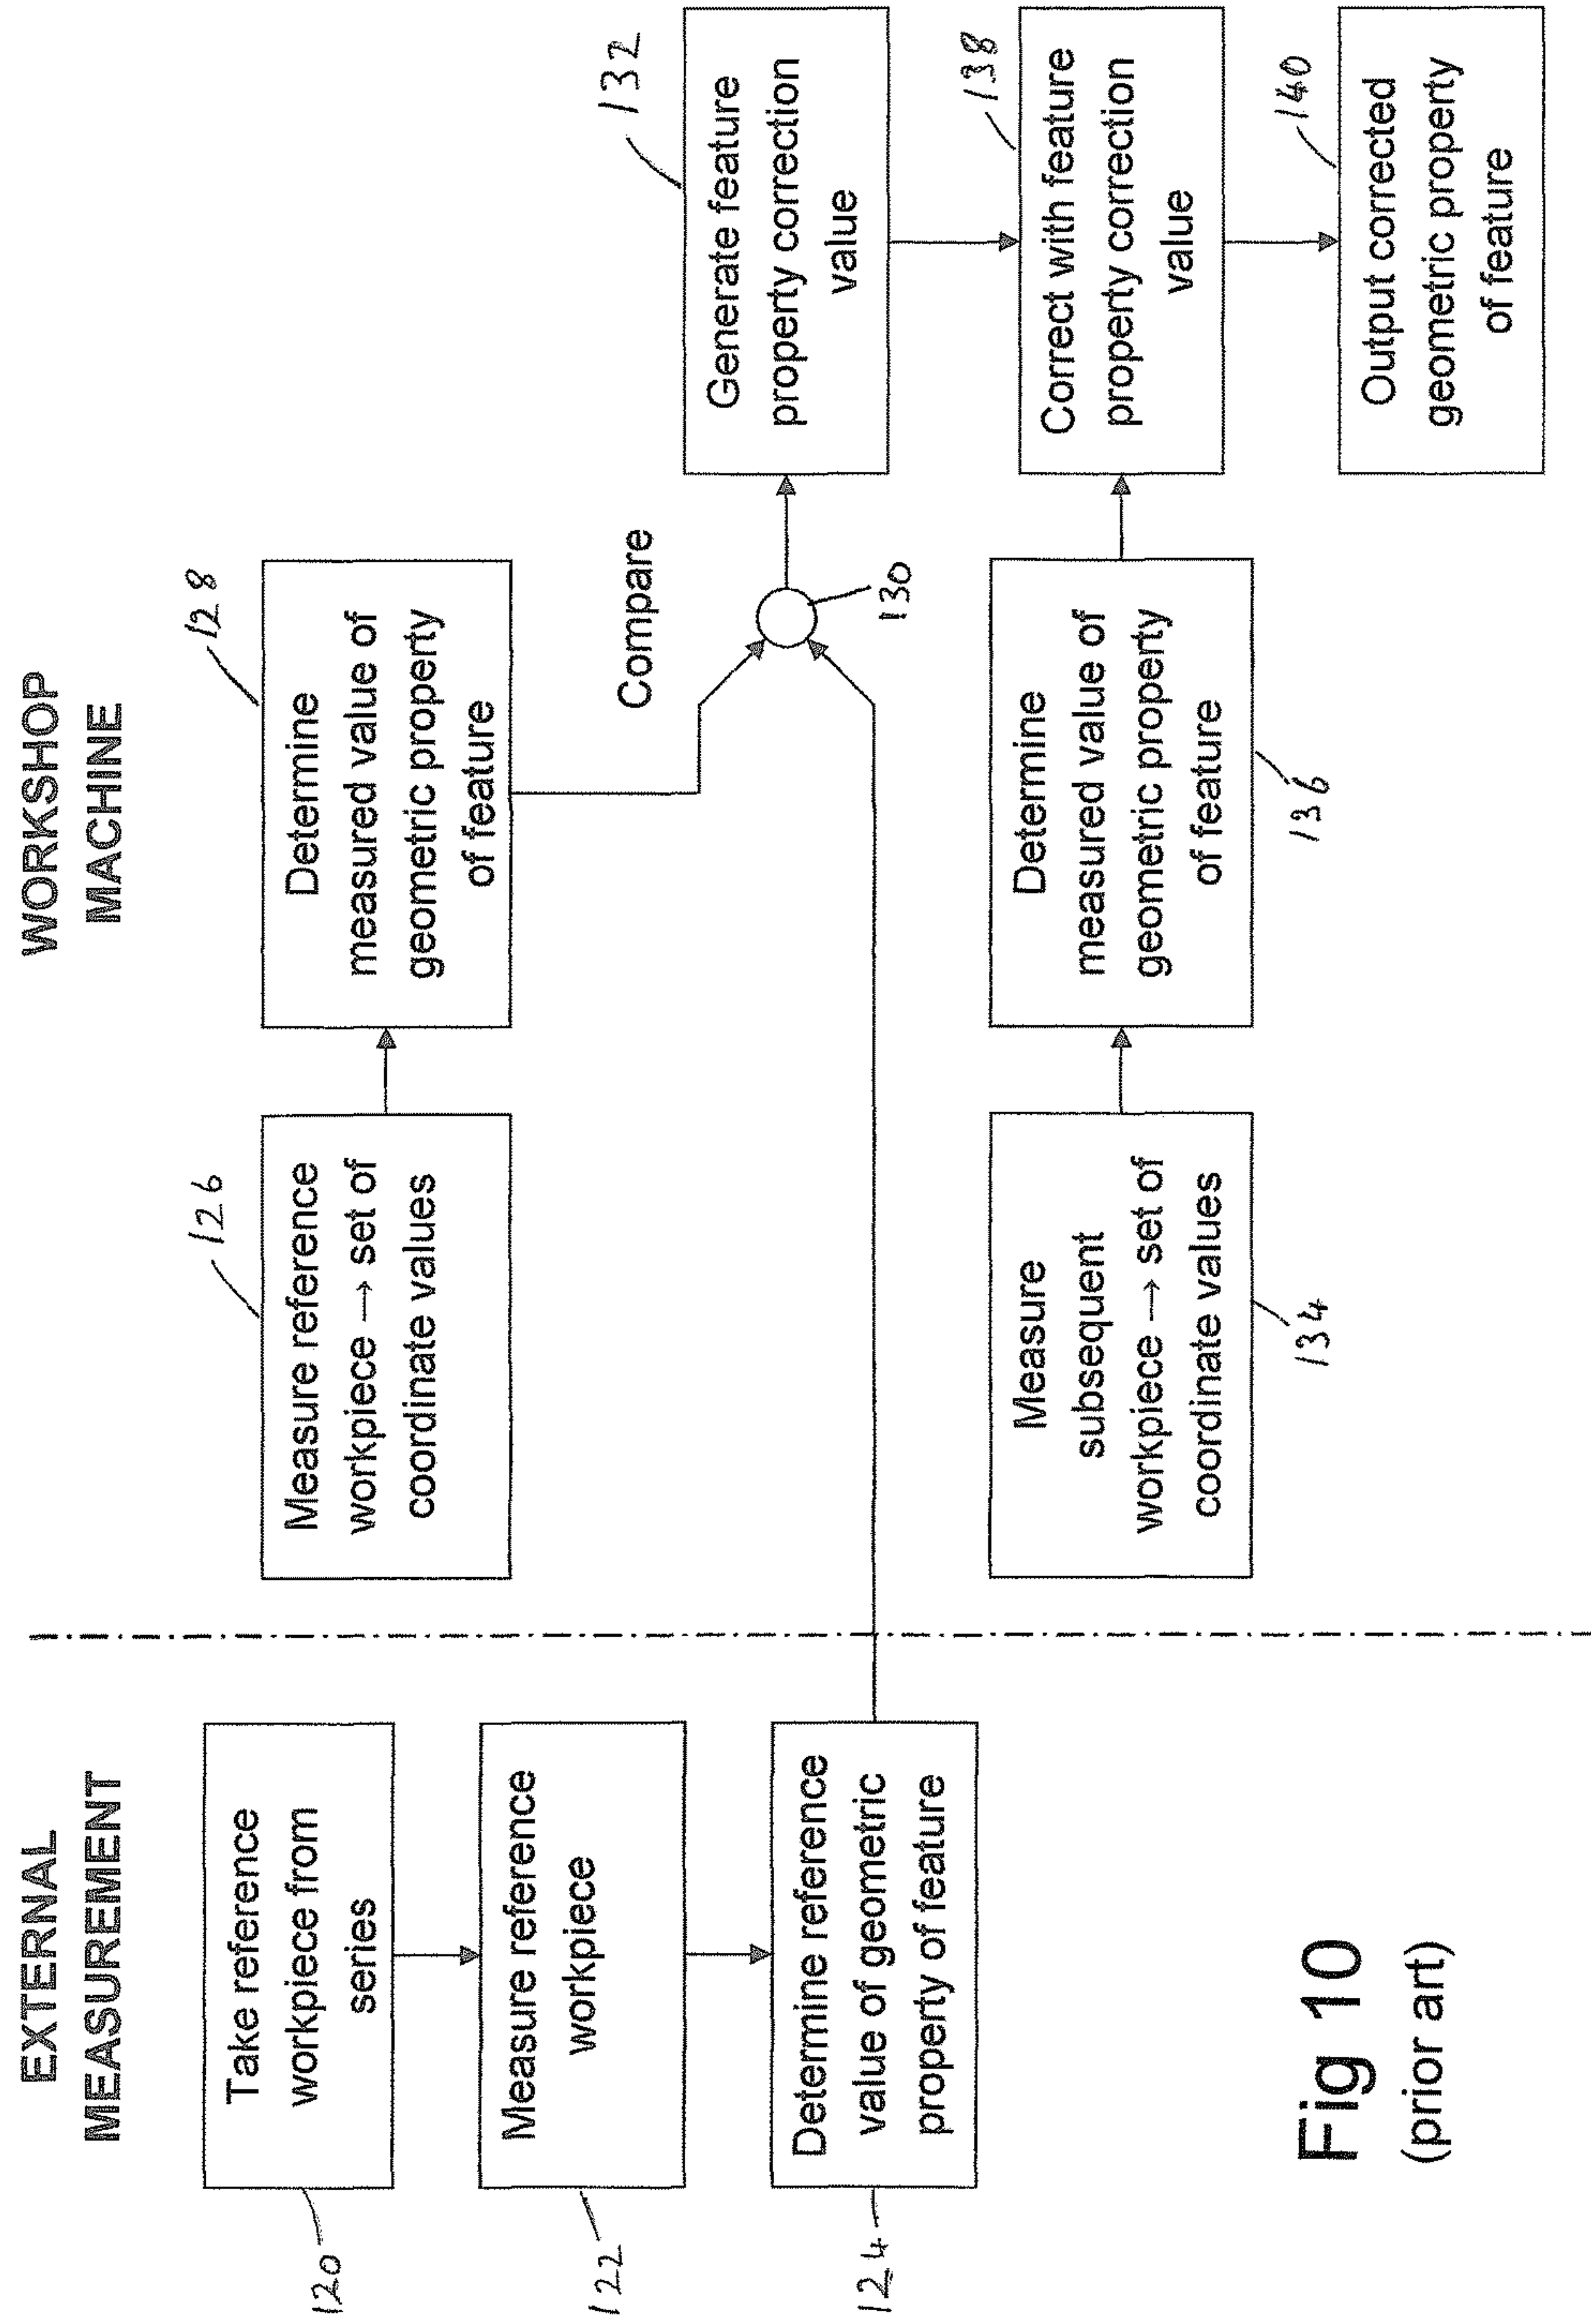 EXTERNAL
MEASUREMENT
120
Take reference
workpiece from
series
122
Measure reference
workpiece
124
Determine reference
value of geometric
property of feature
WORKSHOP
MACHINE
126
Measure reference
workpiece → set of
coordinate values
128
Determine
measured value of
geometric property
of feature
Compare
130
132
Generate feature
property correction
value
134
Measure
subsequent
workpiece → set of
coordinate values
136
Determine
measured value of
geometric property
of feature
138
Correct with feature
property correction
value
140
Output corrected
geometric property
of feature
Fig 10
(prior art)